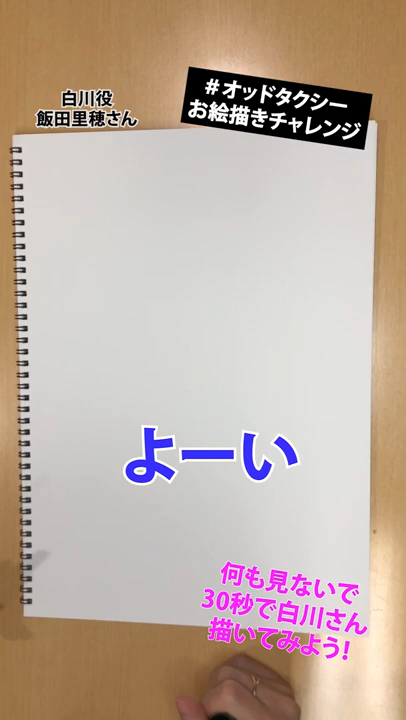 白川役
飯田里穂さん
#オッドタクシー
お絵描きチャレンジ
よーい
何も見ないで
30秒で白川さん
描いてみよう!